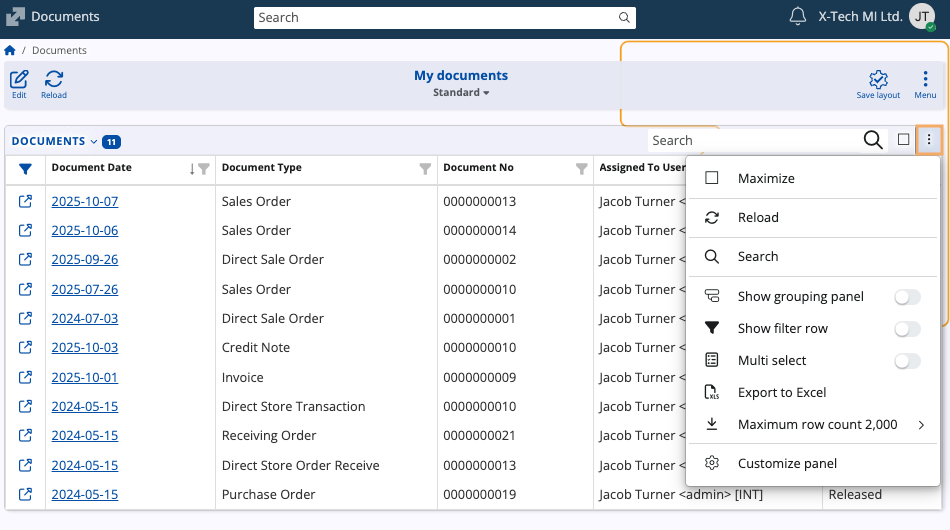 Documents
Search
X-Tech MI Ltd.
JT
/ Documents
Edit
Reload
My documents
Standard
Save layout
Menu
DOCUMENTS 11
Search
Document Date
Document Type
Document No
Assigned To User
2025-10-07 Sales Order 0000000013 Jacob Turner <
2025-10-06 Sales Order 0000000014 Jacob Turner <
2025-09-26 Direct Sale Order 0000000002 Jacob Turner <
2025-07-26 Sales Order 0000000010 Jacob Turner <
2024-07-03 Direct Sale Order 0000000001 Jacob Turner <
2025-10-03 Credit Note 0000000010 Jacob Turner <
2025-10-01 Invoice 0000000009 Jacob Turner <
2024-05-15 Direct Store Transaction 0000000010 Jacob Turner <
2024-05-15 Receiving Order 0000000021 Jacob Turner <
2024-05-15 Direct Store Order Receive 0000000013 Jacob Turner <
2024-05-15 Purchase Order 0000000019 Jacob Turner <admin> [INT] Released
Maximize
Reload
Search
Show grouping panel
Show filter row
Multi select
XLS Export to Excel
Maximum row count 2,000
Customize panel